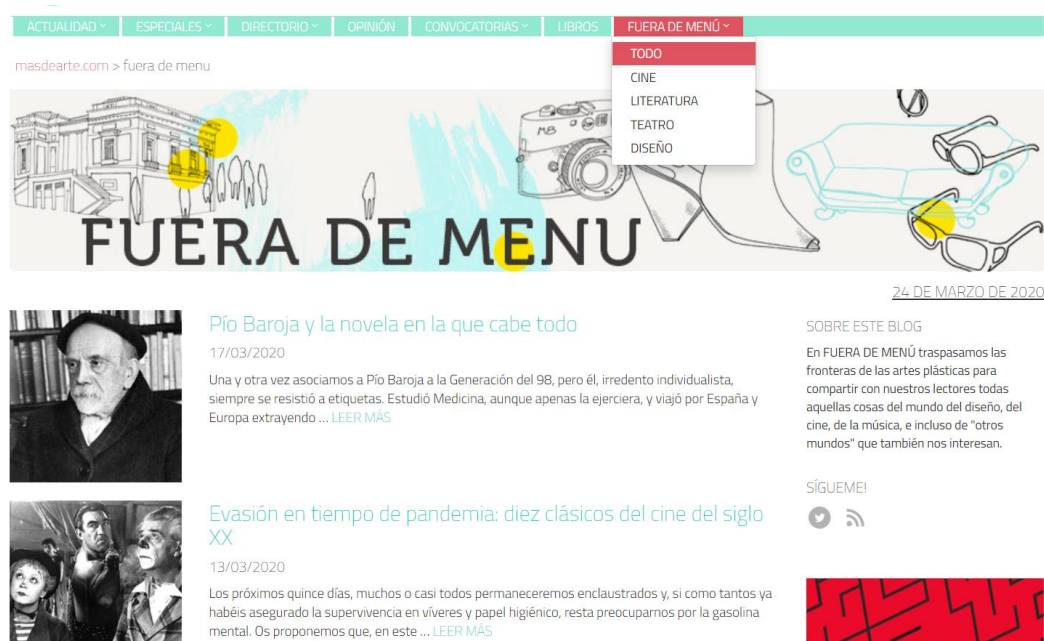 ACTUALIDAD
ESPECIALES
DIRECTORIO
OPINIÓN
CONVOCATORIAS
LIBROS
FUERA DE MENÚ
TODO
CINE
LITERATURA
TEATRO
DISEÑO
masdearte.com > fuera de menu
M8
FUERA DE MENU
24 DE MARZO DE 2020
Pío Baroja y la novela en la que cabe todo
17/03/2020
Una y otra vez asociamos a Pío Baroja a la Generación del 98, pero él, irredento individualista,
siempre se resistió a etiquetas. Estudió Medicina, aunque apenas la ejerciera, y viajó por España y
Europa extrayendo … LEER MÁS
Evasión en tiempo de pandemia: diez clásicos del cine del siglo
XX
13/03/2020
Los próximos quince días, muchos o casi todos permaneceremos enclaustrados y, si como tantos ya
habéis asegurado la supervivencia en víveres y papel higiénico, resta preocuparnos por la gasolina
mental. Os proponemos que, en este … LEER MÁS
SOBRE ESTE BLOG
En FUERA DE MENÚ traspasamos las
fronteras de las artes plásticas para
compartir con nuestros lectores todas
aquellas cosas del mundo del diseño, del
cine, de la música, e incluso de "otros
mundos" que también nos interesan.
SÍGUEME!